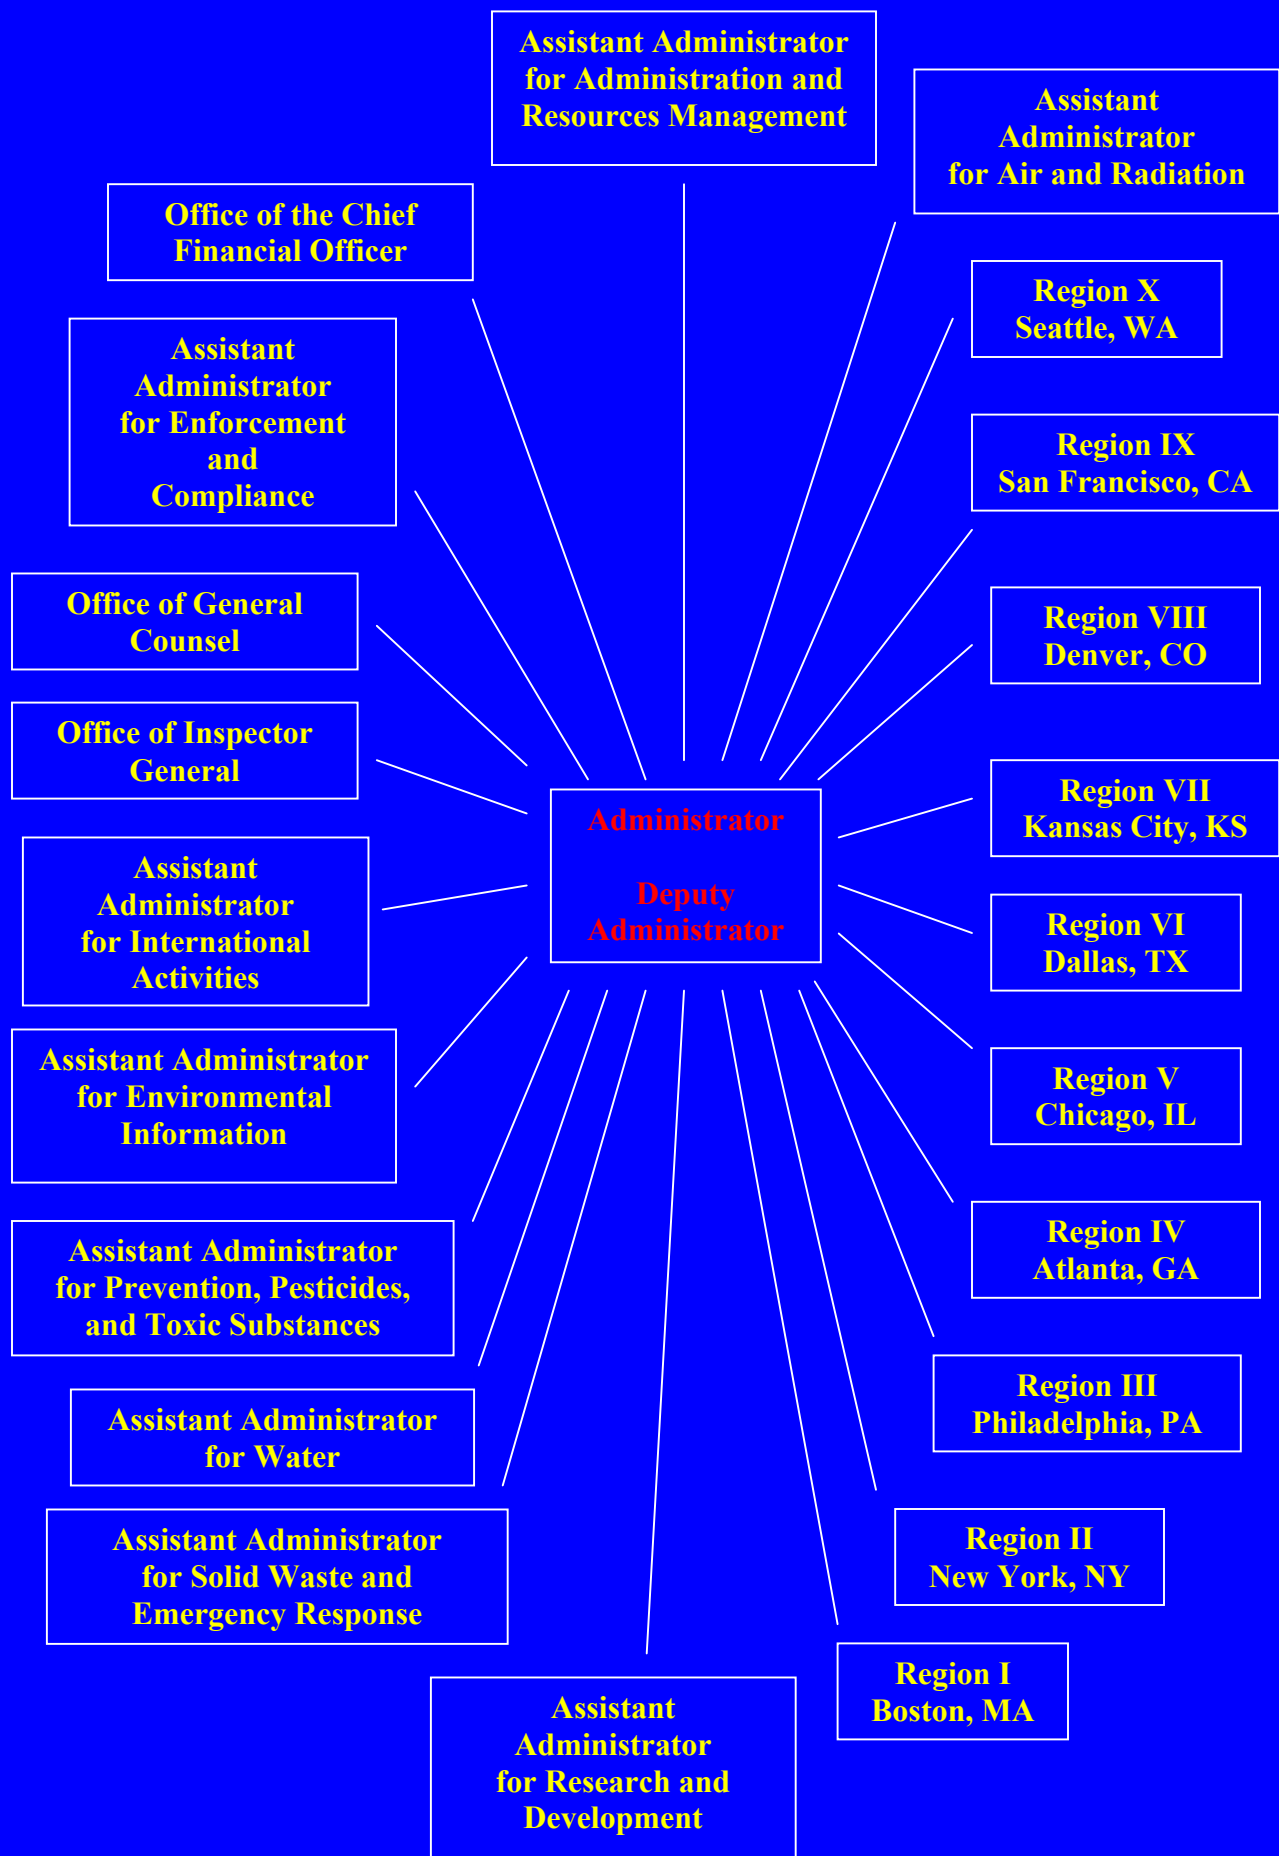 Assistant Administrator
for Administration and
Resources Management
Assistant
Administrator
for Air and Radiation
Office of the Chief
Financial Officer
Region X
Seattle, WA
Assistant
Administrator
for Enforcement
and
Compliance
Region IX
San Francisco, CA
Office of General
Counsel
Region VIII
Denver, CO
Office of Inspector
General
Region VII
Kansas City, KS
Administrator
Deputy
Administrator
Assistant
Administrator
for International
Activities
Region VI
Dallas, TX
Assistant Administrator
for Environmental
Information
Region V
Chicago, IL
Assistant Administrator
for Prevention, Pesticides,
and Toxic Substances
Region IV
Atlanta, GA
Assistant Administrator
for Water
Region III
Philadelphia, PA
Assistant Administrator
for Solid Waste and
Emergency Response
Region II
New York, NY
Region I
Boston, MA
Assistant
Administrator
for Research and
Development